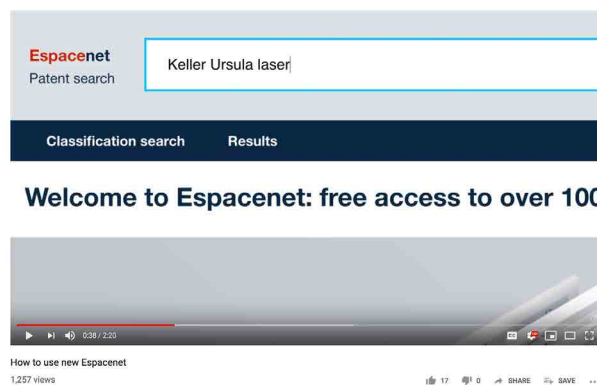 Espacenet
Keller Ursula laser
Patent search
Classification search Results
Welcome to Espacenet: free access to over 100
0:38 / 2:20
How to use new Espacenet
1,257 views 17 0 SHARE SAVE